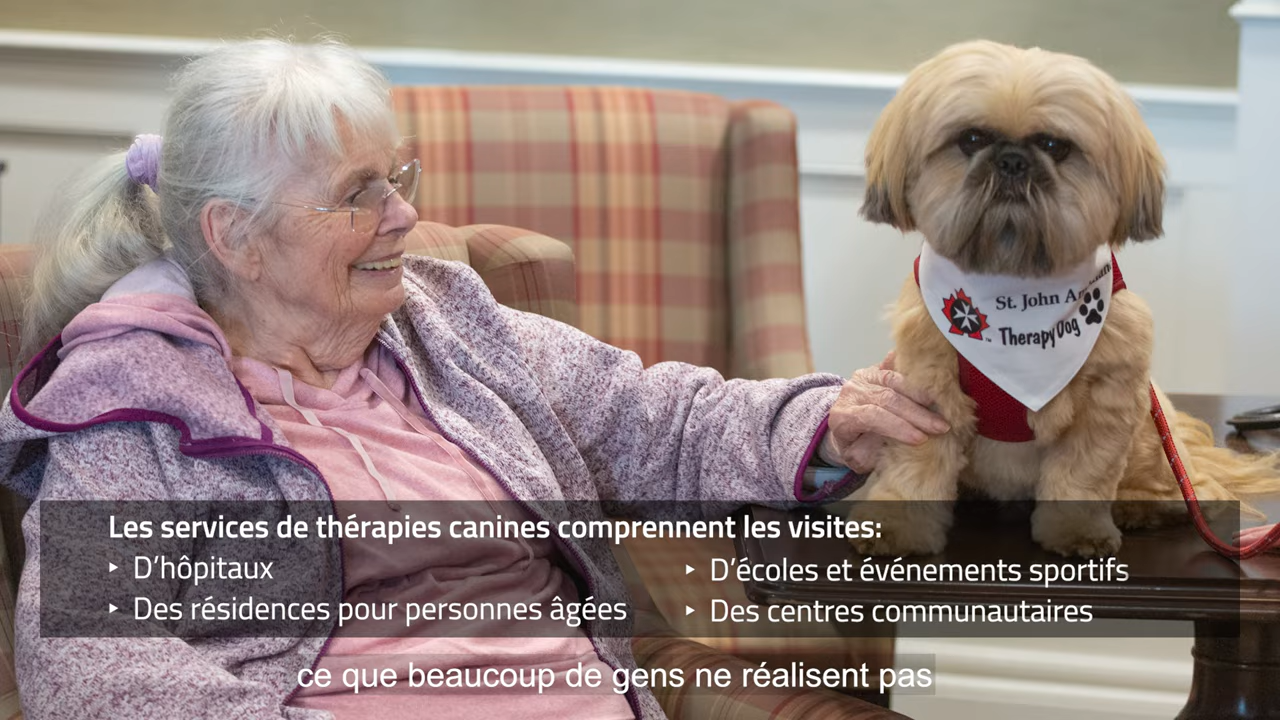 St. John
Therapy Dog
Les services de thérapies canines comprennent les visites:
‣ D'hôpitaux
‣ Des résidences pour personnes âgées
‣ D'écoles et événements sportifs
‣ Des centres communautaires
ce que beaucoup de gens ne réalisent pas